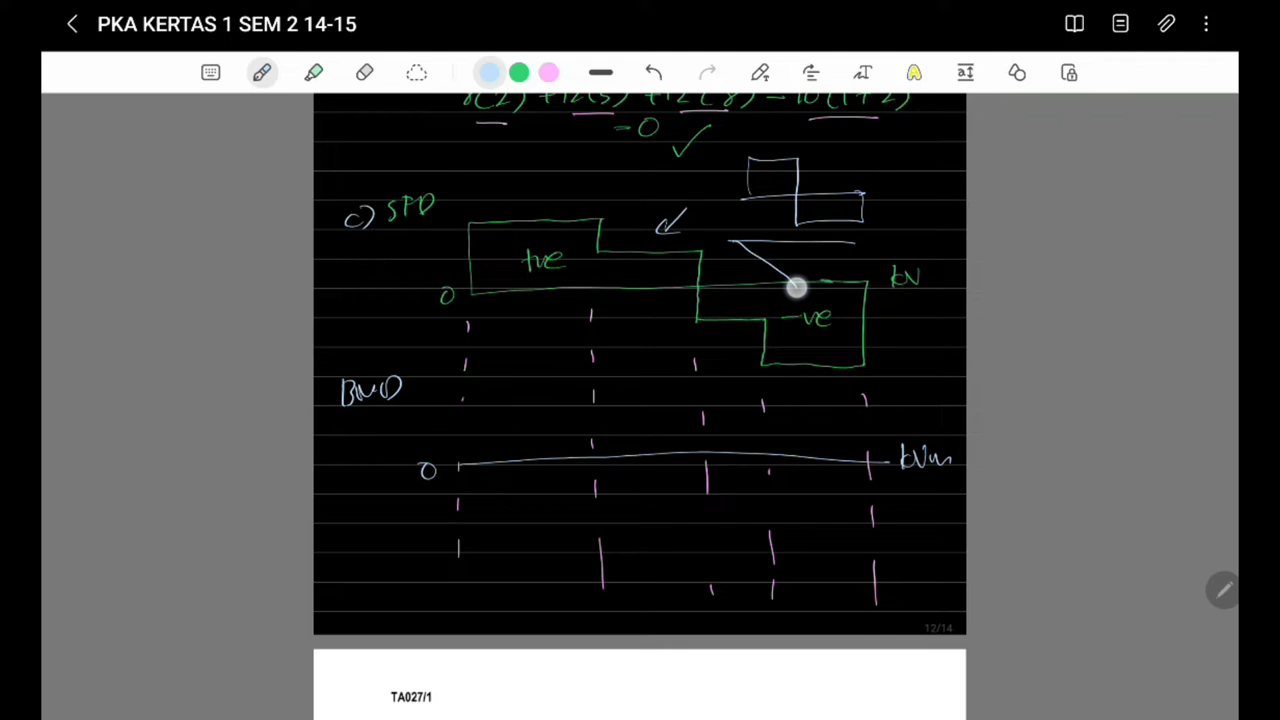 PKA KERTAS 1 SEM 2 14-15
= 0 ✓
c) SFD
+ve
0
kN
-ve
BMD
0
kNm
12/14
TA027/1